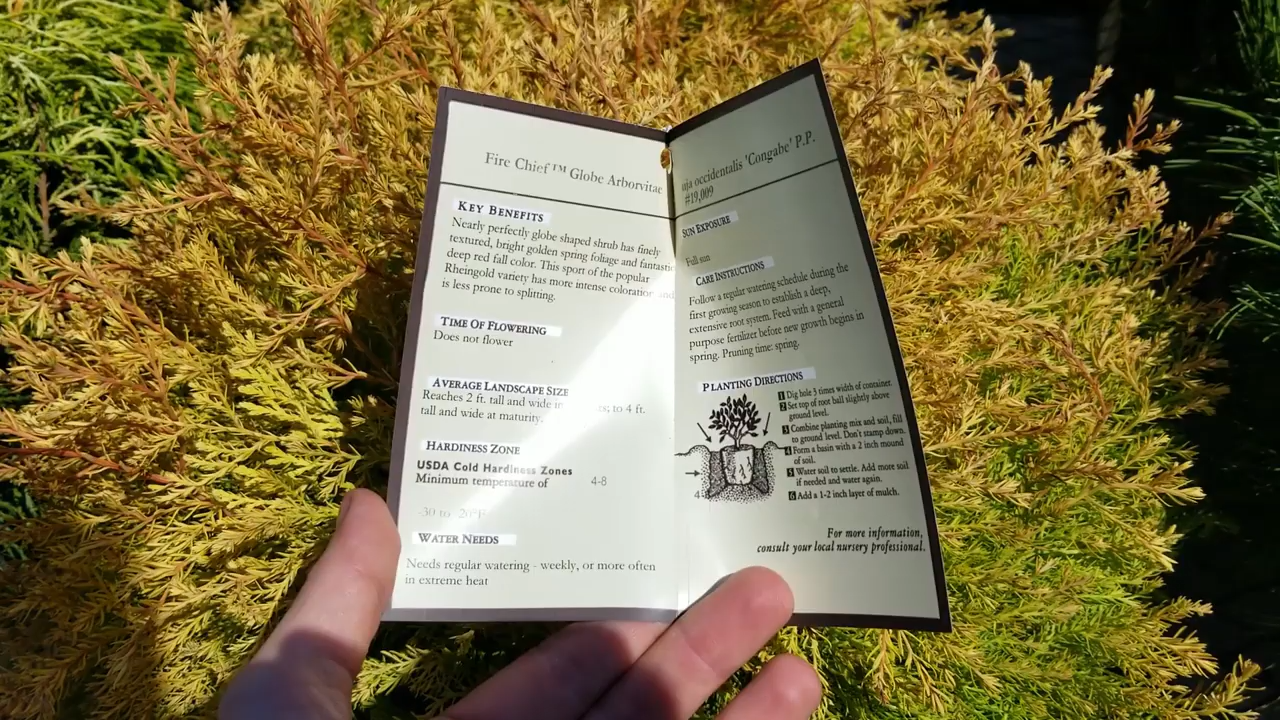 Fire Chief™ Globe Arborvitae
KEY BENEFITS
Nearly perfectly globe shaped shrub has finely
textured, bright golden spring foliage and fantastic
deep red fall color. This sport of the popular
Rheingold variety has more intense coloration and
is less prone to splitting.
TIME OF FLOWERING
Does not flower
AVERAGE LANDSCAPE SIZE
Reaches 2 ft. tall and wide in to 4 ft.
tall and wide at maturity.
HARDINESS ZONE
USDA Cold Hardiness Zones
Minimum temperature of
4-8
-30 to -20°F
WATER NEEDS
Needs regular watering - weekly, or more often
in extreme heat
uja occidentalis 'Congabe' P.P.
#19,009
SUN EXPOSURE
Full sun
CARE INSTRUCTIONS
Follow a regular watering schedule during the
first growing season to establish a deep,
extensive root system. Feed with a general
purpose fertilizer before new growth begins in
spring. Pruning time: spring.
PLANTING DIRECTIONS
1 Dig hole 3 times width of container.
2 Set top of root ball slightly above
ground level.
3 Combine planting mix and soil, fill
to ground level. Don't stamp down.
4 Form a basin with a 2 inch mound
of soil.
5 Water soil to settle. Add more soil
if needed and water again.
6 Add a 1-2 inch layer of mulch.
4
For more information,
consult your local nursery professional.